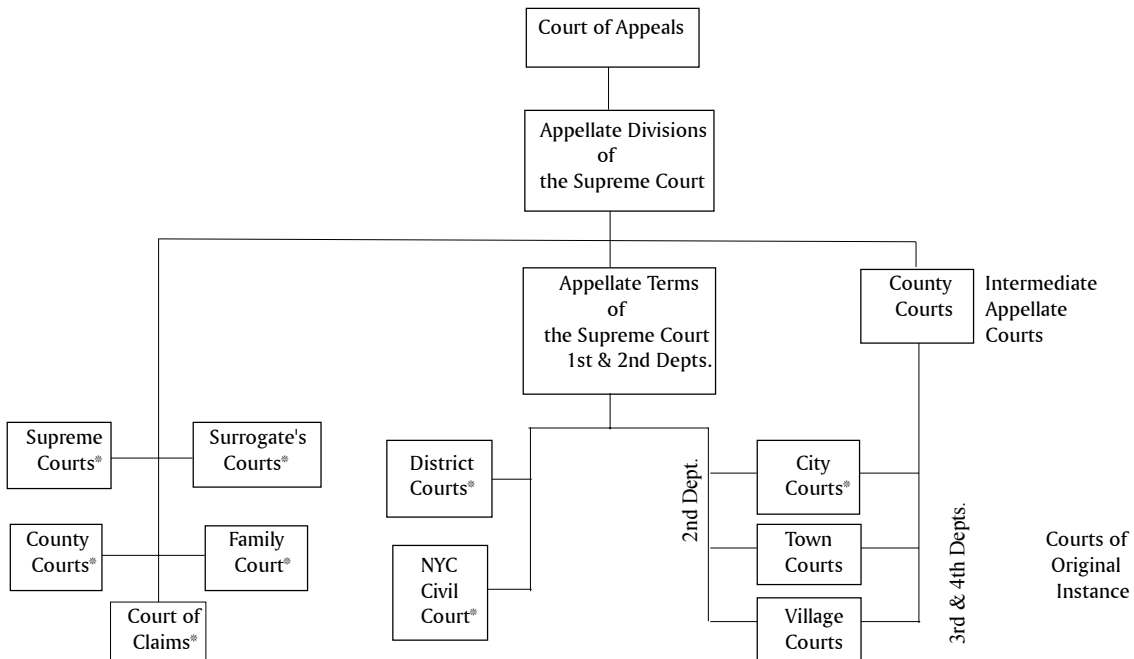 Court of Appeals
Appellate Divisions
of
the Supreme Court
Appellate Terms
of
the Supreme Court
1st & 2nd Depts.
County
Courts
Intermediate
Appellate
Courts
Supreme
Courts*
Surrogate's
Courts*
County
Courts*
Family
Court*
Court of
Claims*
District
Courts*
NYC
Civil
Court*
2nd Dept.
City
Courts*
Town
Courts
Village
Courts
3rd & 4th Depts.
Courts of
Original
Instance